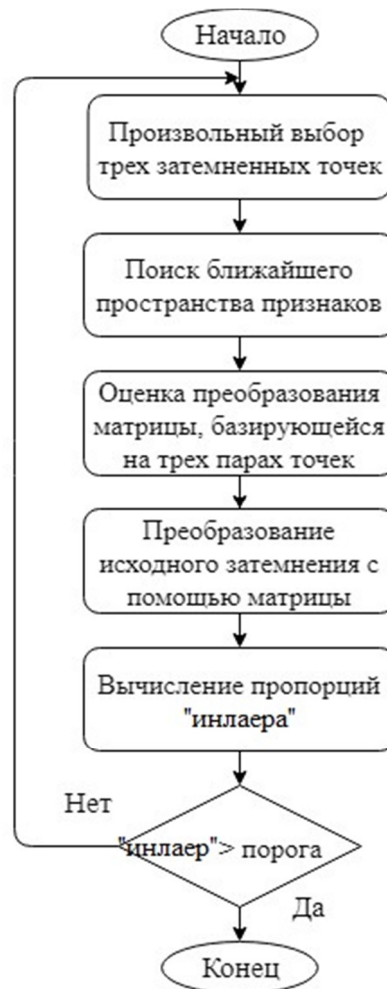 Начало
Произвольный выбор
трех затемненных точек
Поиск ближайшего
пространства признаков
Оценка преобразования
матрицы, базирующейся
на трех парах точек
Преобразование
исходного затемнения с
помощью матрицы
Вычисление пропорций
"инлаера"
Нет
"инлаер"> порога
Да
Конец